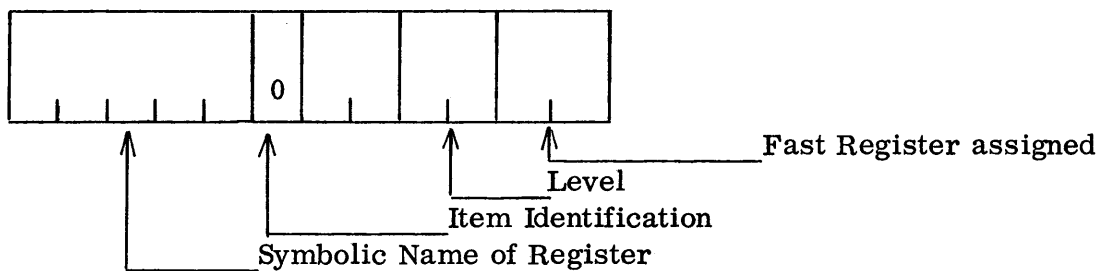 0
Fast Register assigned
Level
Item Identification
Symbolic Name of Register